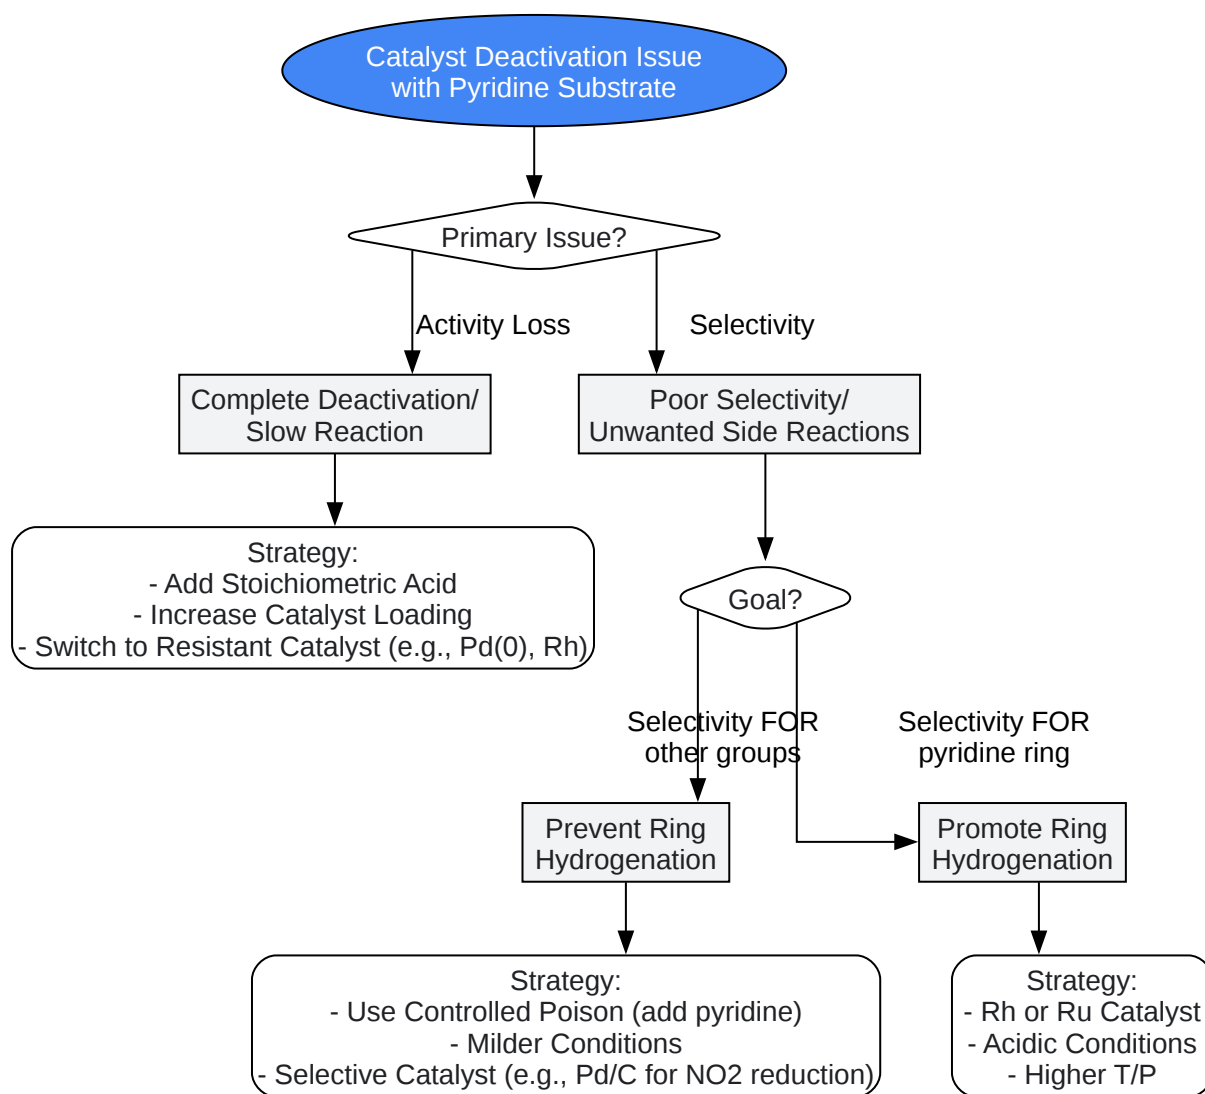 Catalyst Deactivation Issue
with Pyridine Substrate
Primary Issue?
Activity Loss
Selectivity
Complete Deactivation/
Slow Reaction
Poor Selectivity/
Unwanted Side Reactions
Strategy:
- Add Stoichiometric Acid
- Increase Catalyst Loading
- Switch to Resistant Catalyst (e.g., Pd(0), Rh)
Goal?
Selectivity FOR
other groups
Selectivity FOR
pyridine ring
Prevent Ring
Hydrogenation
Promote Ring
Hydrogenation
Strategy:
- Use Controlled Poison (add pyridine)
- Milder Conditions
- Selective Catalyst (e.g., Pd/C for NO2 reduction)
Strategy:
- Rh or Ru Catalyst
- Acidic Conditions
- Higher T/P